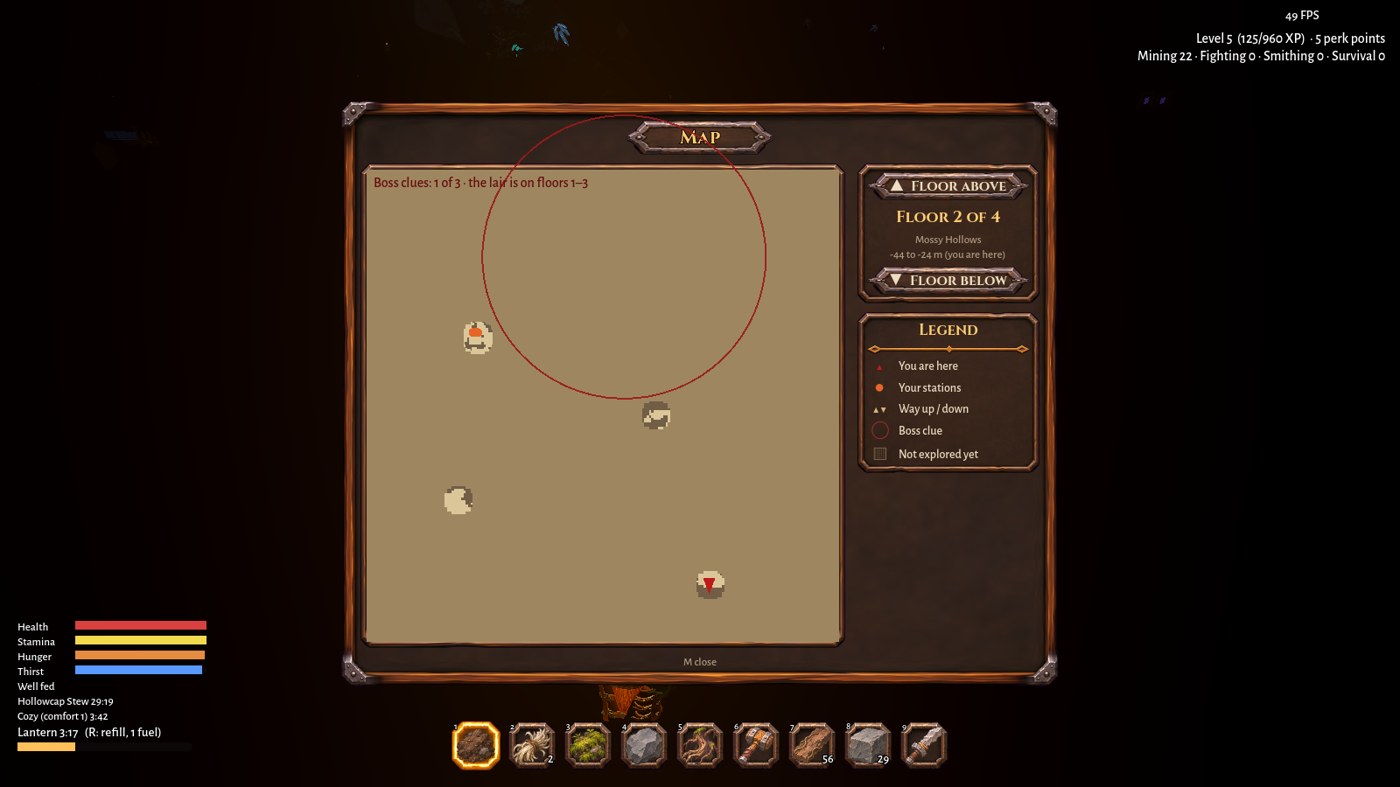 49 FPS
Level 5 (125/960 XP) · 5 perk points
Mining 22 · Fighting 0 · Smithing 0 · Survival 0
Map
Boss clues: 1 of 3 · the lair is on floors 1–3
▲ Floor above
Floor 2 of 4
Mossy Hollows
-44 to -24 m (you are here)
▼ Floor below
Legend
You are here
Your stations
Way up / down
Boss clue
Not explored yet
M close
Health
Stamina
Hunger
Thirst
Well fed
Hollowcap Stew 29:19
Cozy (comfort 1) 3:42
Lantern 3:17 (R: refill, 1 fuel)
1 2 3 4 5 6 7 8 9
2 56 29